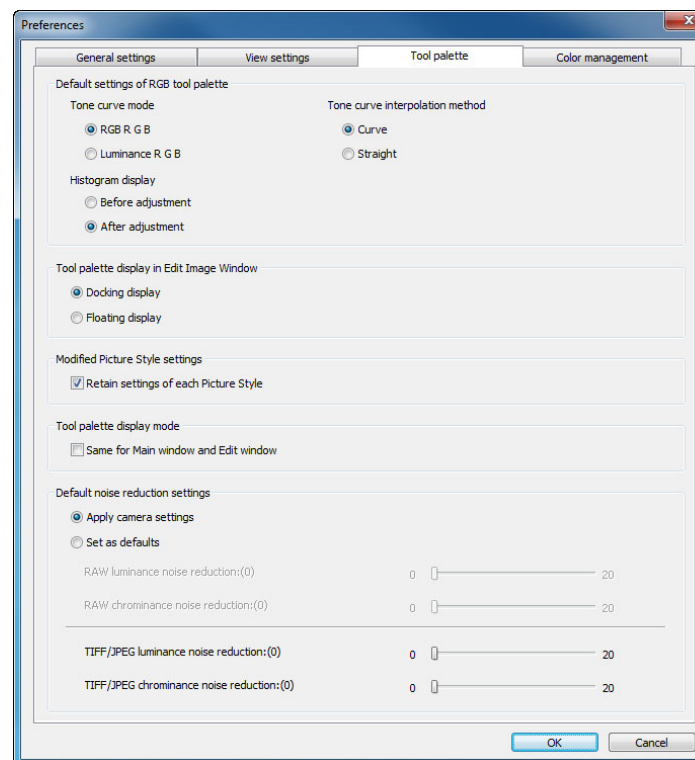 Preferences
General settings View settings Tool palette Color management
Default settings of RGB tool palette
Tone curve mode Tone curve interpolation method
RGB R G B Curve
Luminance R G B Straight
Histogram display
Before adjustment
After adjustment
Tool palette display in Edit Image Window
Docking display
Floating display
Modified Picture Style settings
Retain settings of each Picture Style
Tool palette display mode
Same for Main window and Edit window
Default noise reduction settings
Apply camera settings
Set as defaults
RAW luminance noise reduction:(0) 0 20
RAW chrominance noise reduction:(0) 0 20
TIFF/JPEG luminance noise reduction:(0) 0 20
TIFF/JPEG chrominance noise reduction:(0) 0 20
OK Cancel